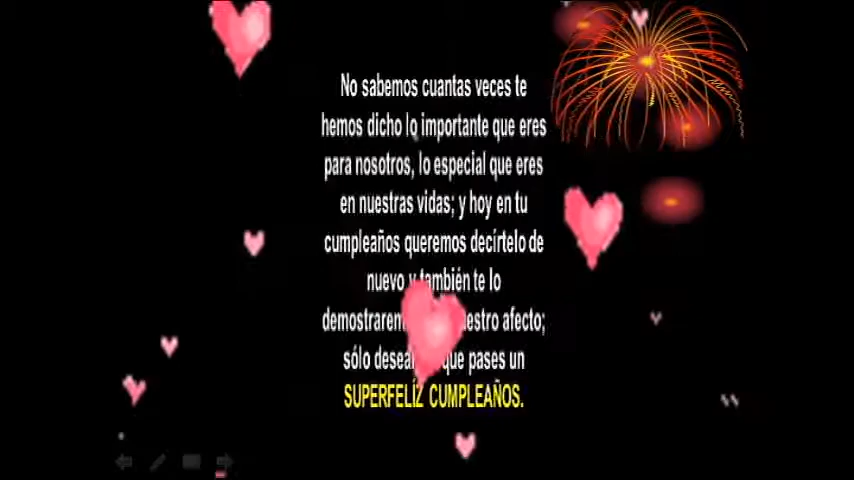 No sabemos cuantas veces te
hemos dicho lo importante que eres
para nosotros, lo especial que eres
en nuestras vidas; y hoy en tu
cumpleaños queremos decírtelo de
nuevo y también te lo
afecto;
sólo que pases un
SUPERFELÍZ CUMPLEAÑOS.